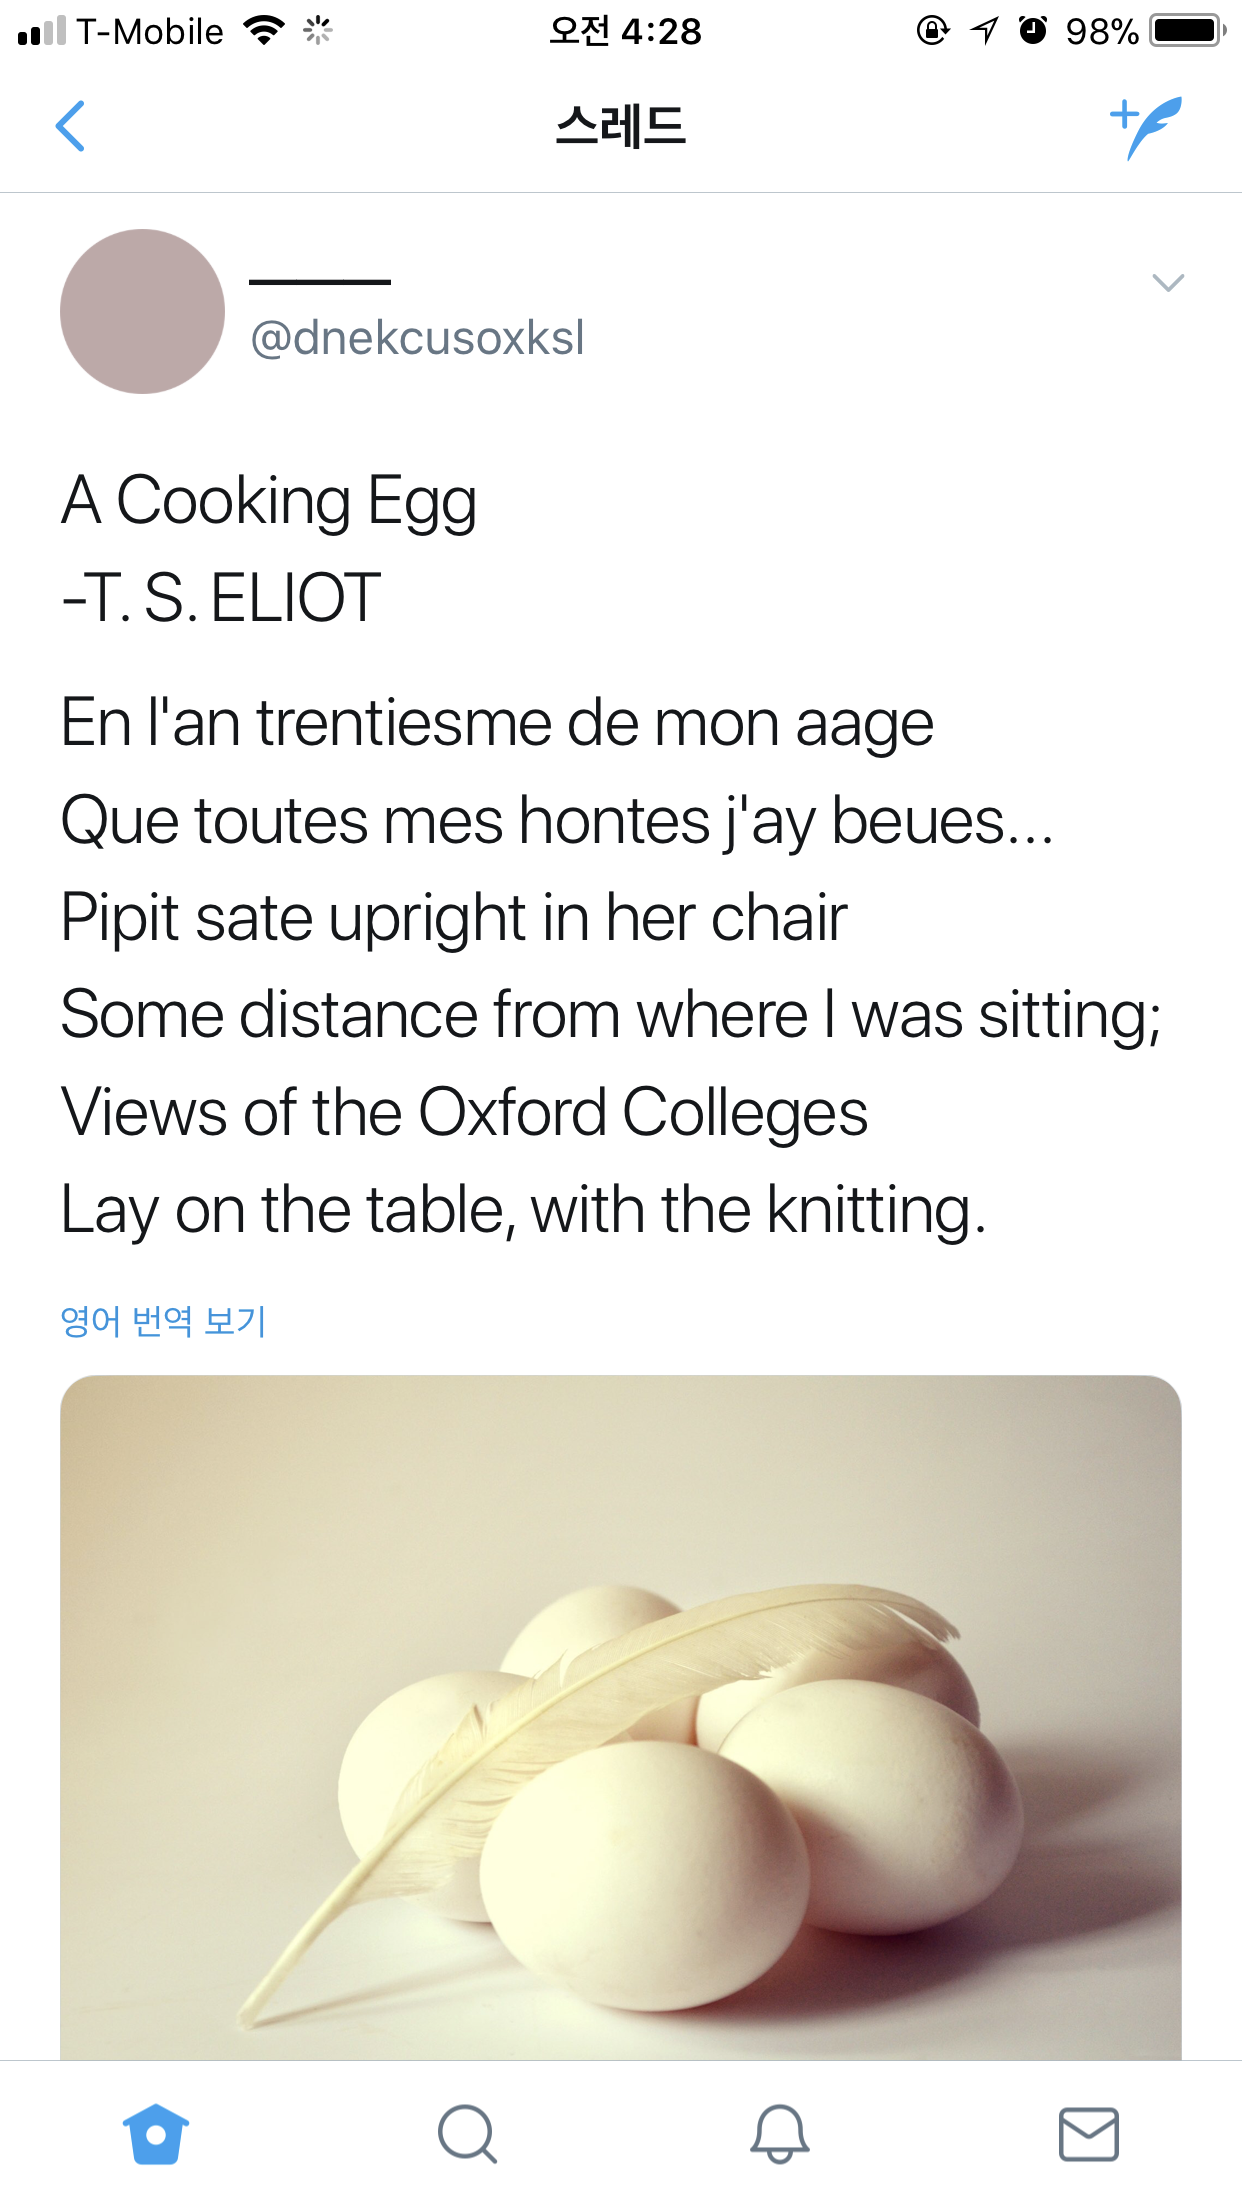 T-Mobile 오전 4:28 98%
스레드
@dnekcusoxksl
A Cooking Egg
-T. S. ELIOT
En l'an trentiesme de mon aage
Que toutes mes hontes j'ay beues...
Pipit sate upright in her chair
Some distance from where I was sitting;
Views of the Oxford Colleges
Lay on the table, with the knitting.
영어 번역 보기